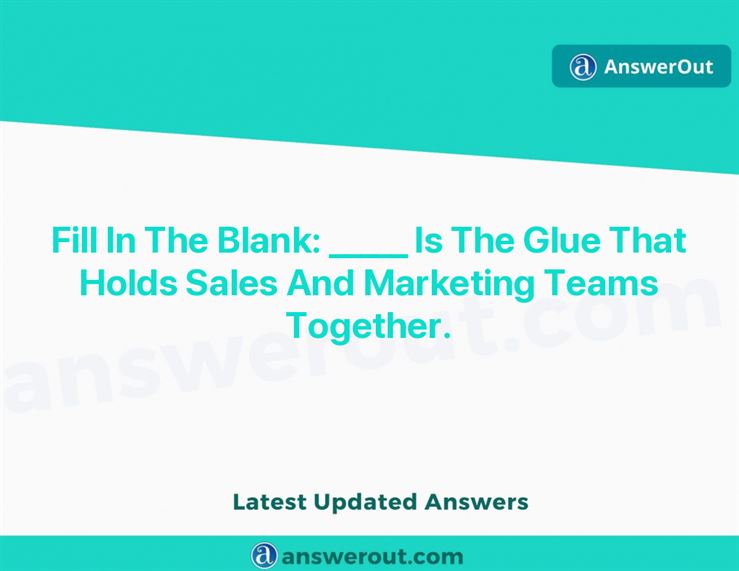 AnswerOut
Fill In The Blank: _____ Is The Glue That
Holds Sales And Marketing Teams
Together.
answerout.com
Latest Updated Answers
answerout.com